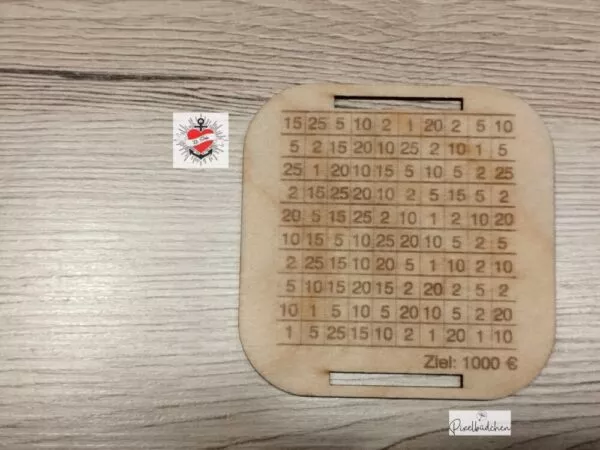 15 25 5 10 2 1 20 2 5 10
5 2 15 20 10 25 2 10 1 5
25 1 20 10 15 5 10 5 2 25
2 15 25 20 10 2 5 15 5 2
20 5 15 25 2 10 1 2 10 20
10 15 5 10 25 20 10 5 2 5
2 25 15 10 20 5 1 10 2 10
5 10 15 20 15 2 20 2 5 2
10 1 5 10 5 20 10 5 2 20
1 5 25 15 10 2 1 20 1 10
Ziel: 1000 €
Pixelbüdchen